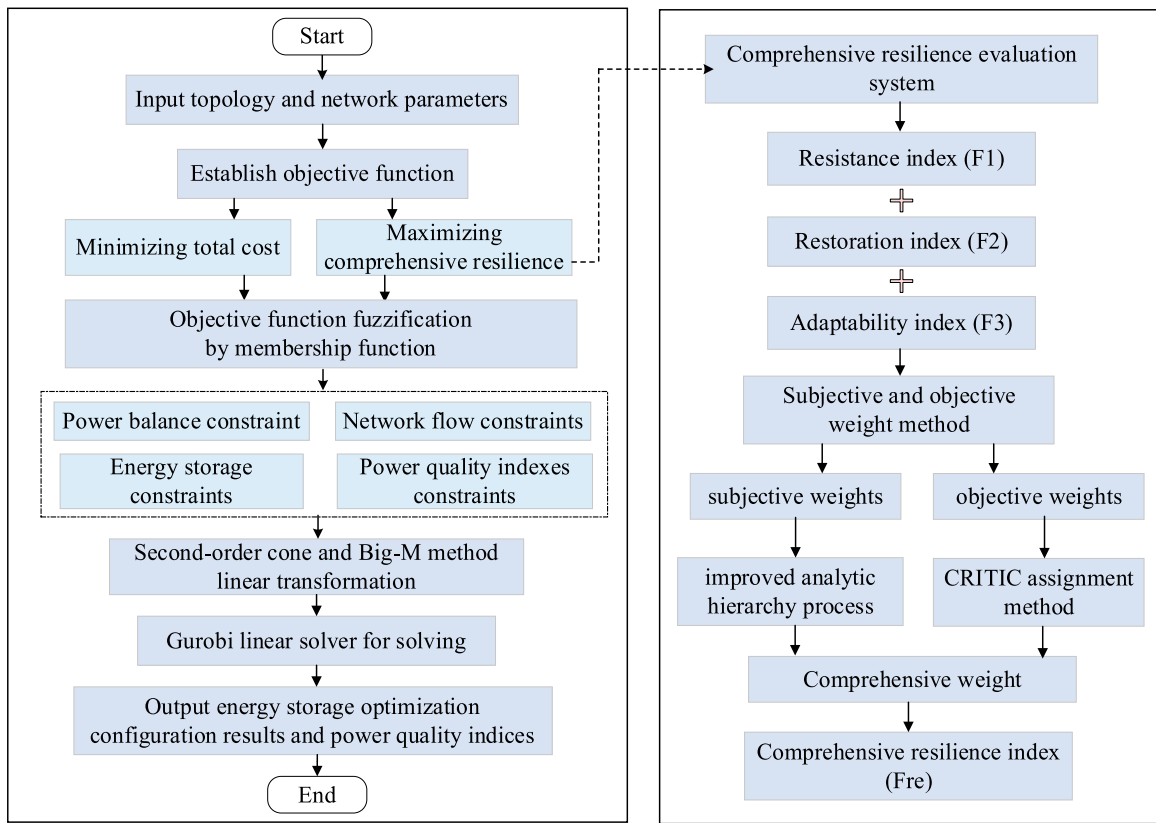 Start
Input topology and network parameters
Establish objective function
Minimizing total cost
Maximizing
comprehensive resilience
Objective function fuzzification
by membership function
Power balance constraint
Network flow constraints
Energy storage
constraints
Power quality indexes
constraints
Second-order cone and Big-M method
linear transformation
Gurobi linear solver for solving
Output energy storage optimization
configuration results and power quality indices
End
Comprehensive resilience evaluation
system
Resistance index (F1)
Restoration index (F2)
Adaptability index (F3)
Subjective and objective
weight method
subjective weights
objective weights
improved analytic
hierarchy process
CRITIC assignment
method
Comprehensive weight
Comprehensive resilience index
(Fre)